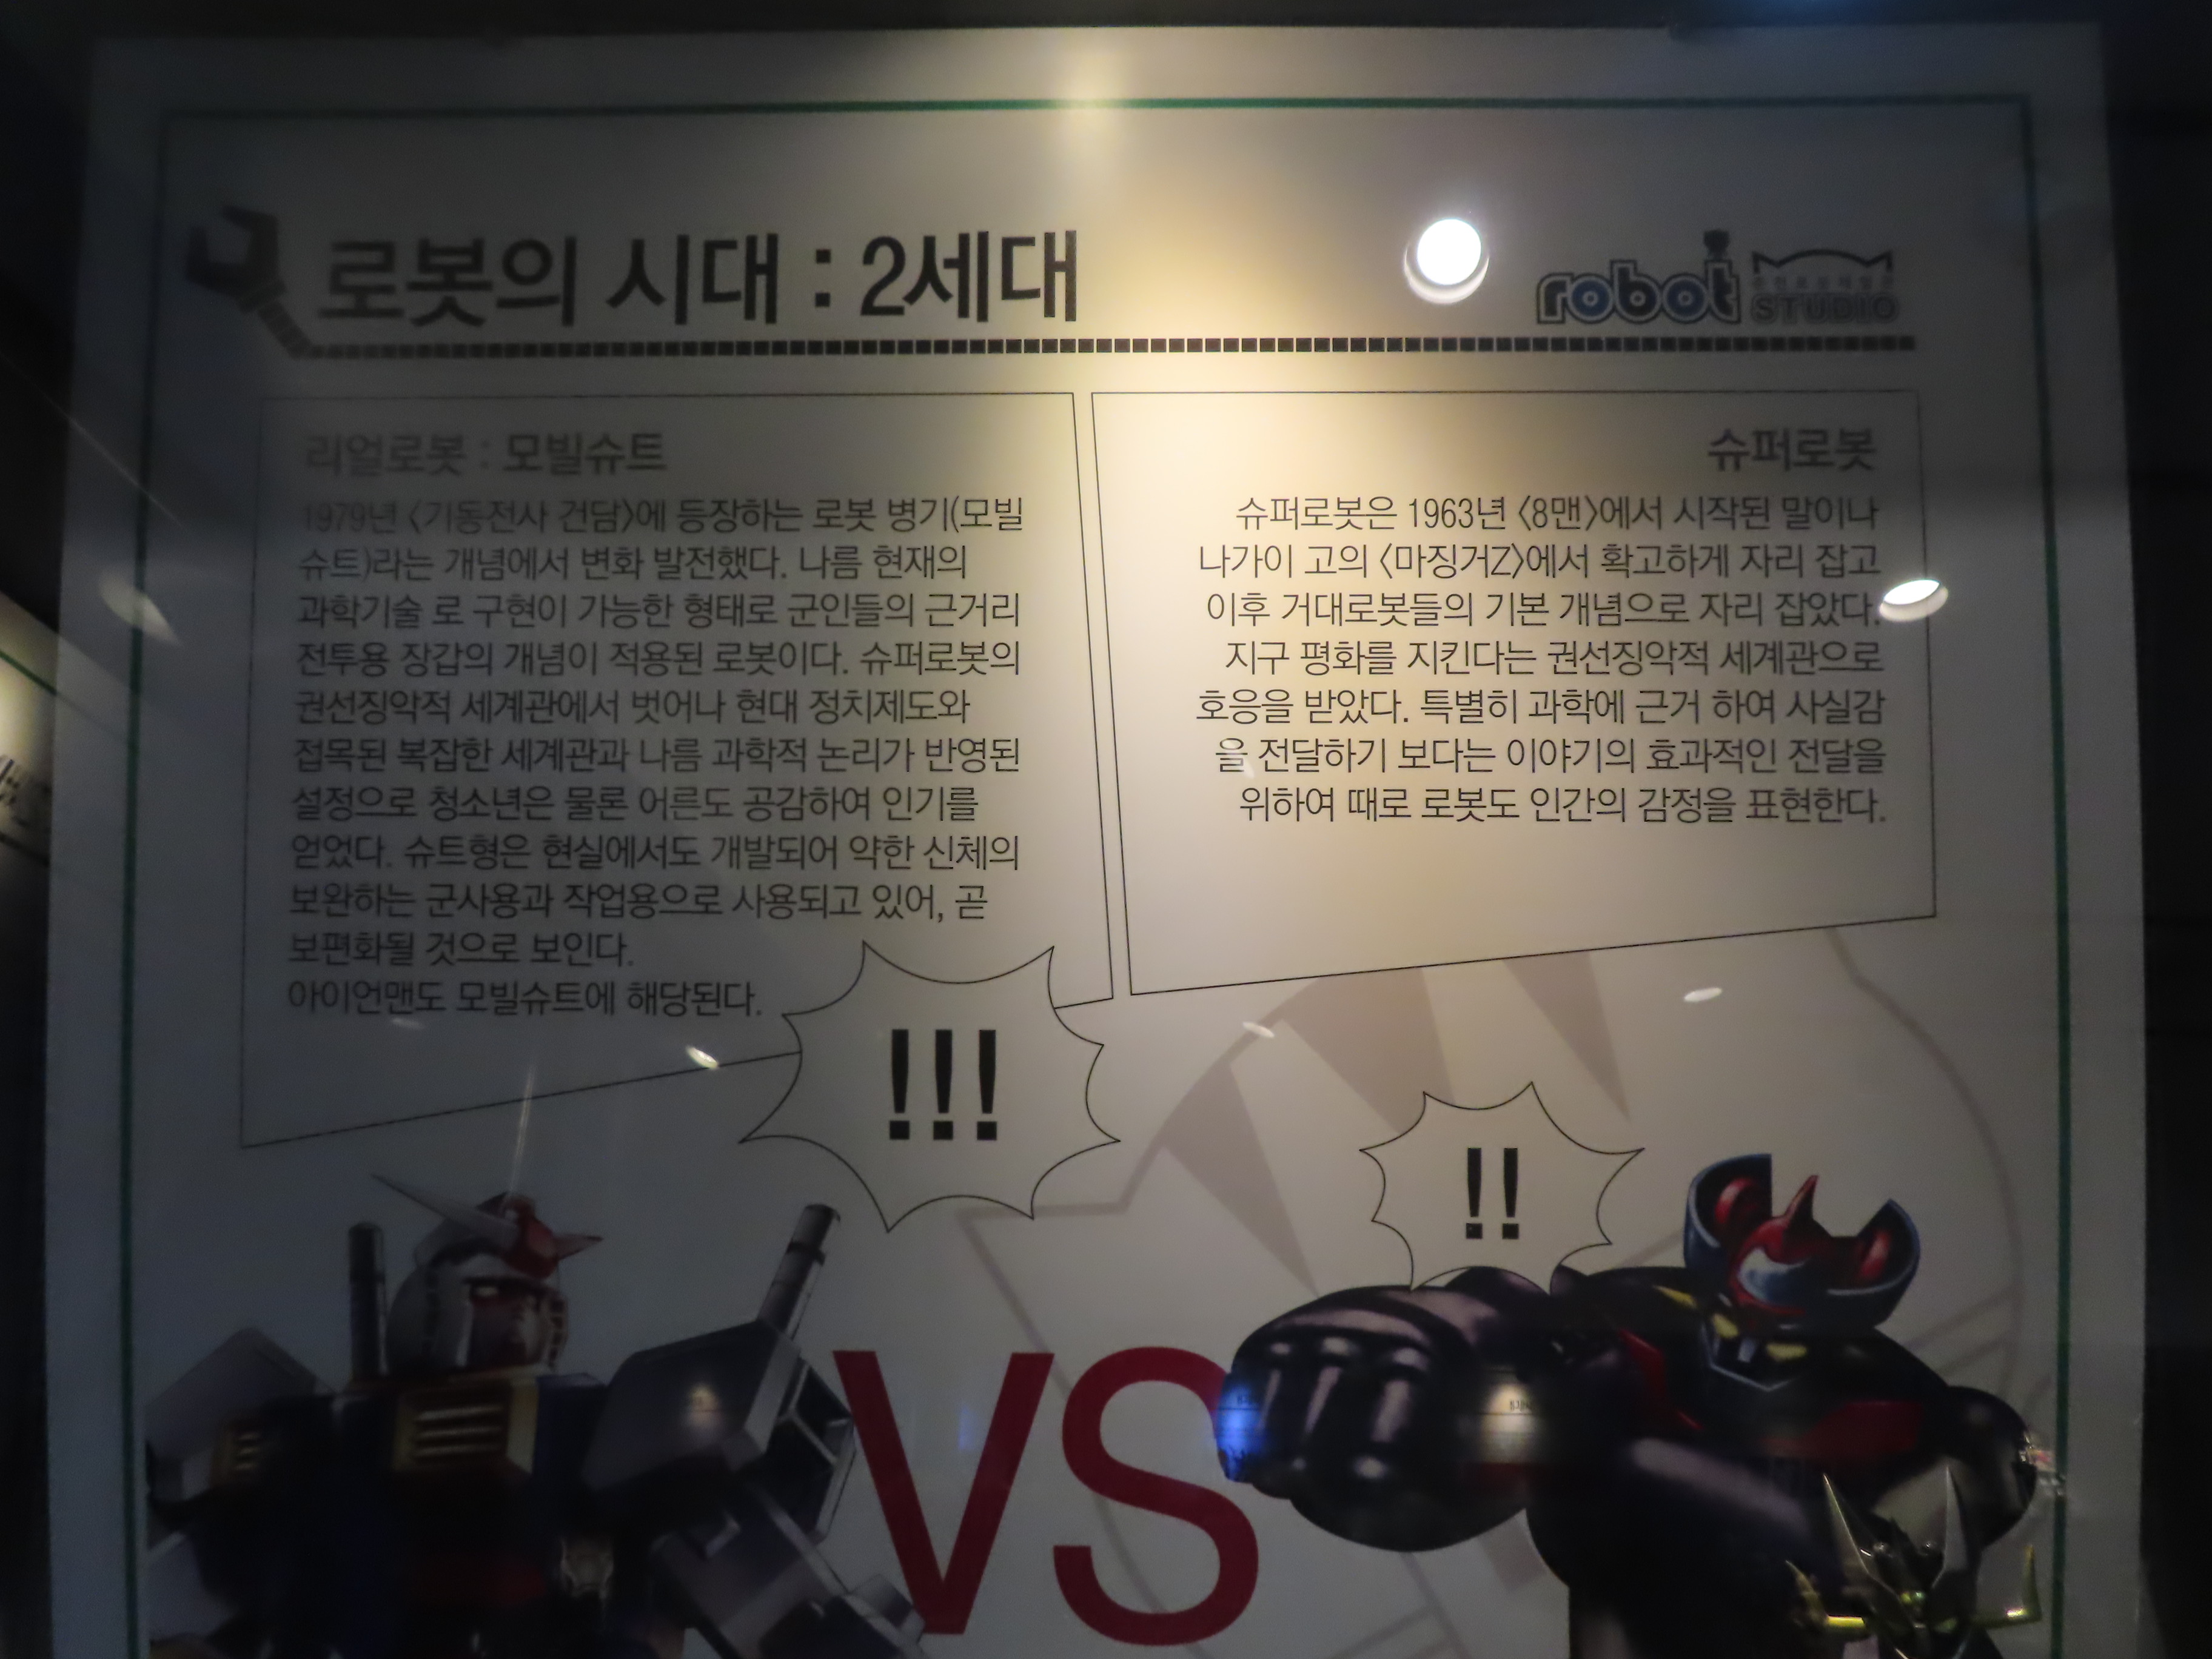 로봇의 시대 : 2세대
robot
춘천로봇체험관
STUDIO
리얼로봇 : 모빌슈트
1979년 〈기동전사 건담〉에 등장하는 로봇 병기(모빌
슈트)라는 개념에서 변화 발전했다. 나름 현재의
과학기술 로 구현이 가능한 형태로 군인들의 근거리
전투용 장갑의 개념이 적용된 로봇이다. 슈퍼로봇의
권선징악적 세계관에서 벗어나 현대 정치제도와
접목된 복잡한 세계관과 나름 과학적 논리가 반영된
설정으로 청소년은 물론 어른도 공감하여 인기를
얻었다. 슈트형은 현실에서도 개발되어 약한 신체의
보완하는 군사용과 작업용으로 사용되고 있어, 곧
보편화될 것으로 보인다.
아이언맨도 모빌슈트에 해당된다.
슈퍼로봇
슈퍼로봇은 1963년 〈8맨〉에서 시작된 말이나
나가이 고의 〈마징거Z〉에서 확고하게 자리 잡고
이후 거대로봇들의 기본 개념으로 자리 잡았다.
지구 평화를 지킨다는 권선징악적 세계관으로
호응을 받았다. 특별히 과학에 근거 하여 사실감
을 전달하기 보다는 이야기의 효과적인 전달을
위하여 때로 로봇도 인간의 감정을 표현한다.
!!!
!!
VS